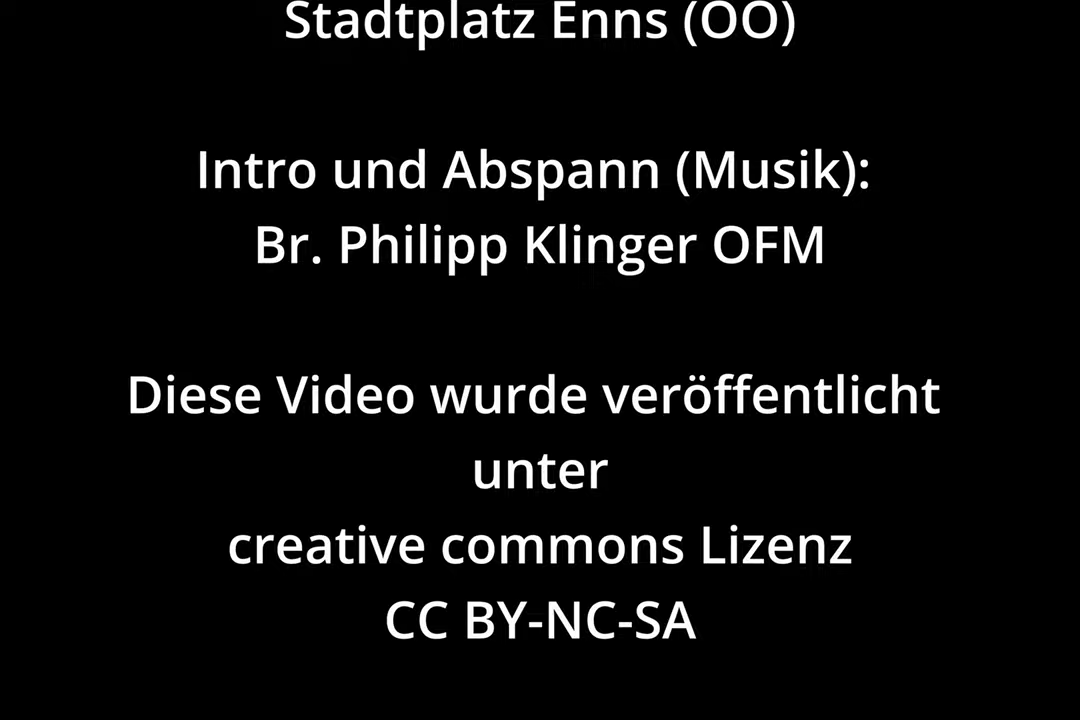 Stadtplatz Enns (OO)
Intro und Abspann (Musik):
Br. Philipp Klinger OFM
Diese Video wurde veröffentlicht
unter
creative commons Lizenz
CC BY-NC-SA